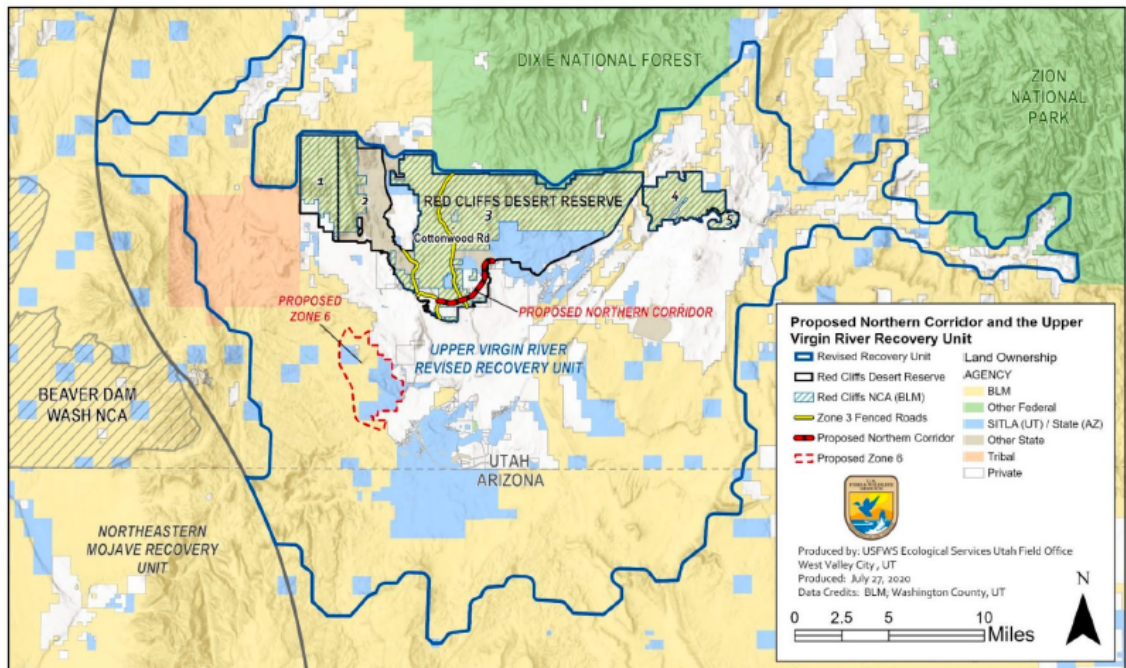 DIXIE NATIONAL FOREST
ZION
NATIONAL
PARK
1
2
RED CLIFFS DESERT RESERVE
3
4
5
Cottonwood Rd
PROPOSED
ZONE 6
PROPOSED NORTHERN CORRIDOR
UPPER VIRGIN RIVER
REVISED RECOVERY UNIT
BEAVER DAM
WASH NCA
UTAH
ARIZONA
NORTHEASTERN
MOJAVE RECOVERY
UNIT
Proposed Northern Corridor and the Upper
Virgin River Recovery Unit
Revised Recovery Unit
Red Cliffs Desert Reserve
Red Cliffs NCA (BLM)
Zone 3 Fenced Roads
Proposed Northern Corridor
Proposed Zone 6
Land Ownership
AGENCY
BLM
Other Federal
SITLA (UT) / State (AZ)
Other State
Tribal
Private
Produced by: USFWS Ecological Services Utah Field Office
West Valley City , UT
Produced: July 27, 2020
Data Credits: BLM; Washington County, UT
N
0 2.5 5 10
Miles